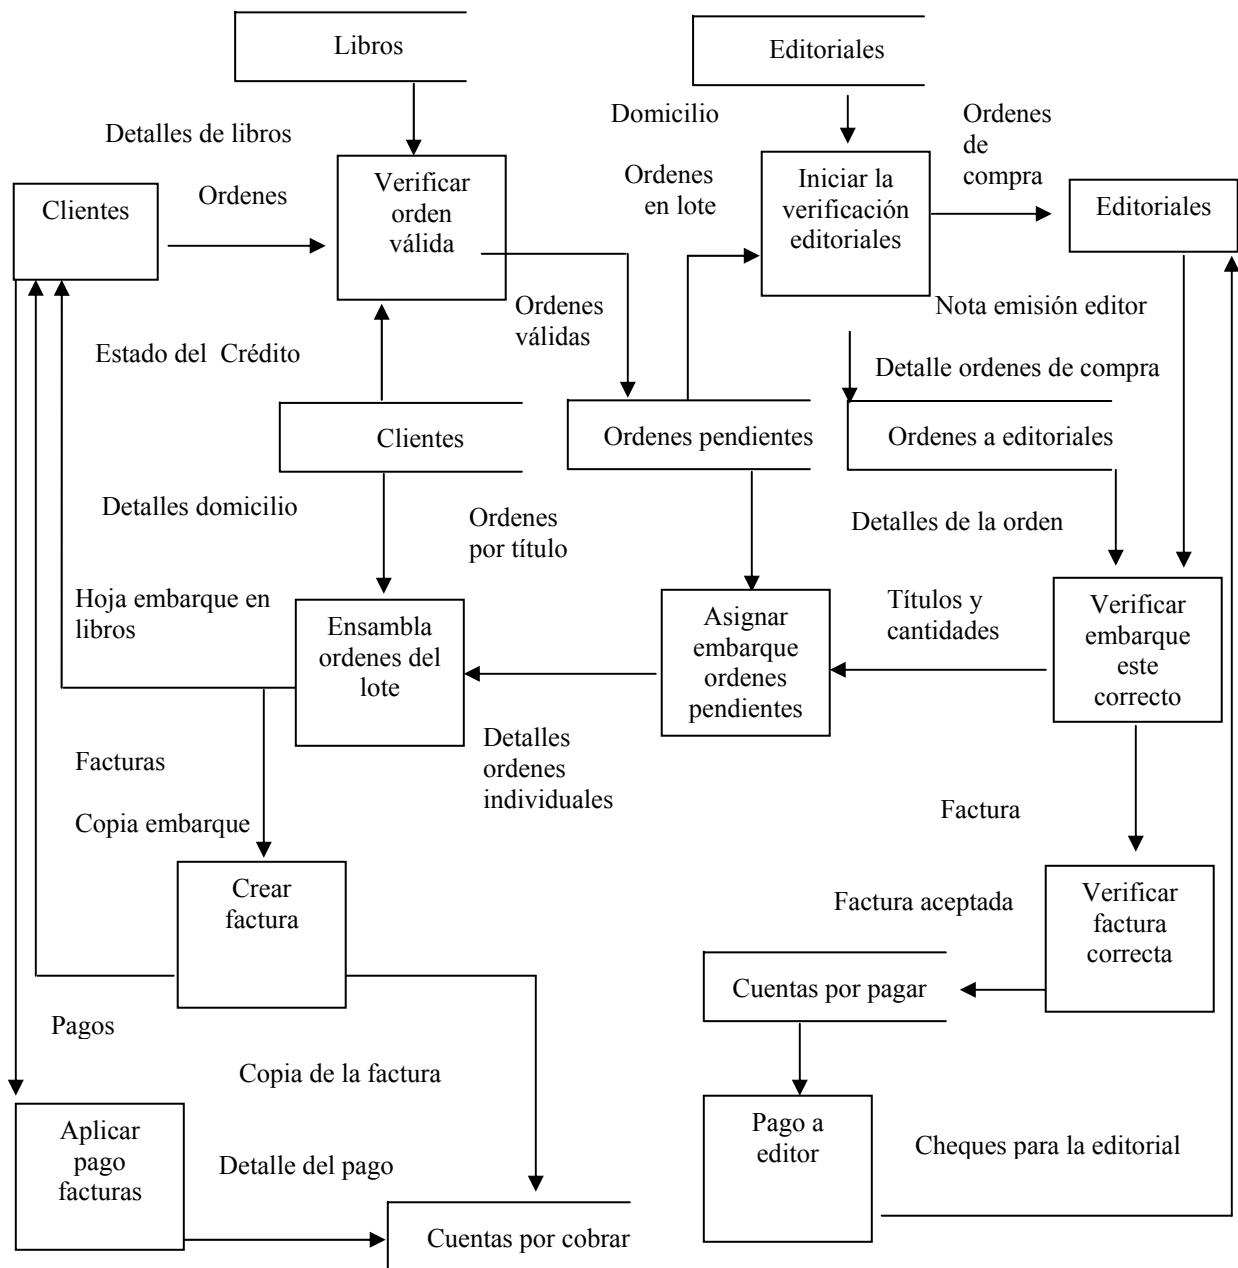 Libros
Editoriales
Detalles de libros
Domicilio
Ordenes
de
compra
Clientes
Ordenes
Verificar
orden
válida
Ordenes
en lote
Iniciar la
verificación
editoriales
Editoriales
Ordenes
válidas
Nota emisión editor
Estado del  Crédito
Detalle ordenes de compra
Clientes
Ordenes pendientes
Ordenes a editoriales
Detalles domicilio
Ordenes
por título
Detalles de la orden
Hoja embarque en
libros
Ensambla
ordenes del
lote
Asignar
embarque
ordenes
pendientes
Títulos y
cantidades
Verificar
embarque
este
correcto
Detalles
ordenes
individuales
Facturas
Copia embarque
Factura
Crear
factura
Factura aceptada
Verificar
factura
correcta
Cuentas por pagar
Pagos
Copia de la factura
Aplicar
pago
facturas
Detalle del pago
Pago a
editor
Cheques para la editorial
Cuentas por cobrar